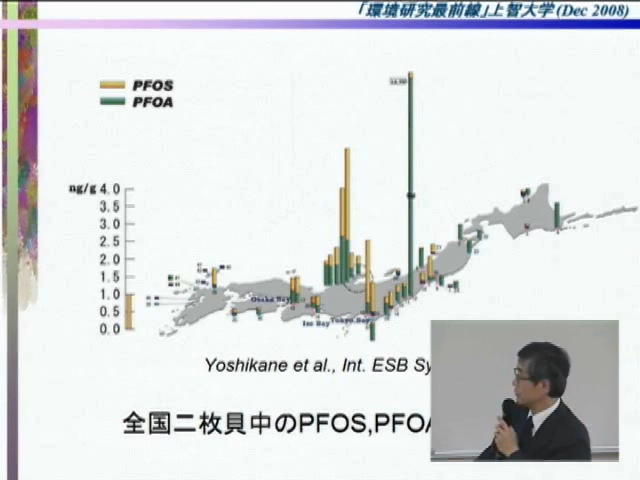 「環境研究最前線」上智大学 (Dec 2008)
PFOS
PFOA
ng/g 4.0
3.5
3.0
2.5
2.0
1.5
1.0
0.5
0.0
Osaka Bay
Ise Bay
Tokyo Bay
Yoshikane et al., Int. ESB Sy
全国二枚貝中のPFOS,PFOA